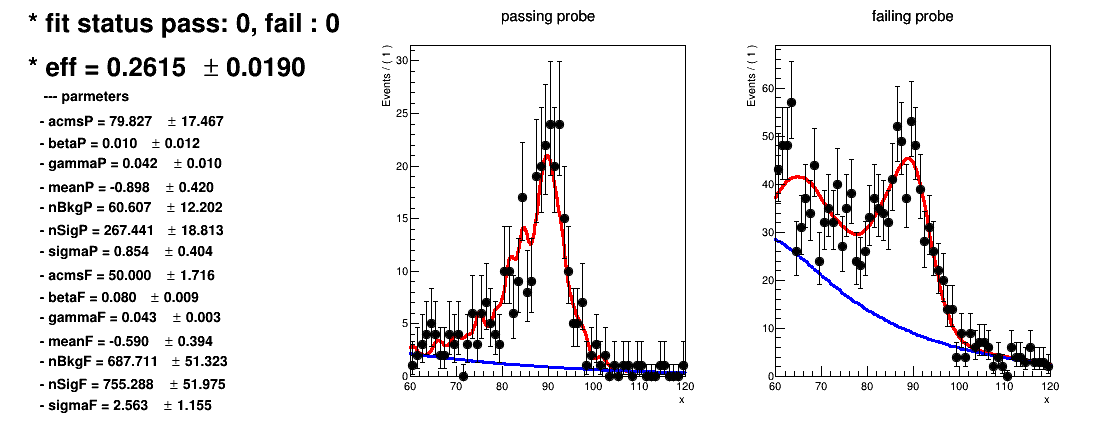 * fit status pass: 0, fail : 0
* eff = 0.2615 ± 0.0190
--- parmeters
- acmsP = 79.827 ± 17.467
- betaP = 0.010 ± 0.012
- gammaP = 0.042 ± 0.010
- meanP = -0.898 ± 0.420
- nBkgP = 60.607 ± 12.202
- nSigP = 267.441 ± 18.813
- sigmaP = 0.854 ± 0.404
- acmsF = 50.000 ± 1.716
- betaF = 0.080 ± 0.009
- gammaF = 0.043 ± 0.003
- meanF = -0.590 ± 0.394
- nBkgF = 687.711 ± 51.323
- nSigF = 755.288 ± 51.975
- sigmaF = 2.563 ± 1.155
passing probe
Events / ( 1 )
30
25
20
15
10
5
0
60 70 80 90 100 110 120
x
failing probe
Events / ( 1 )
60
50
40
30
20
10
0
60 70 80 90 100 110 120
x